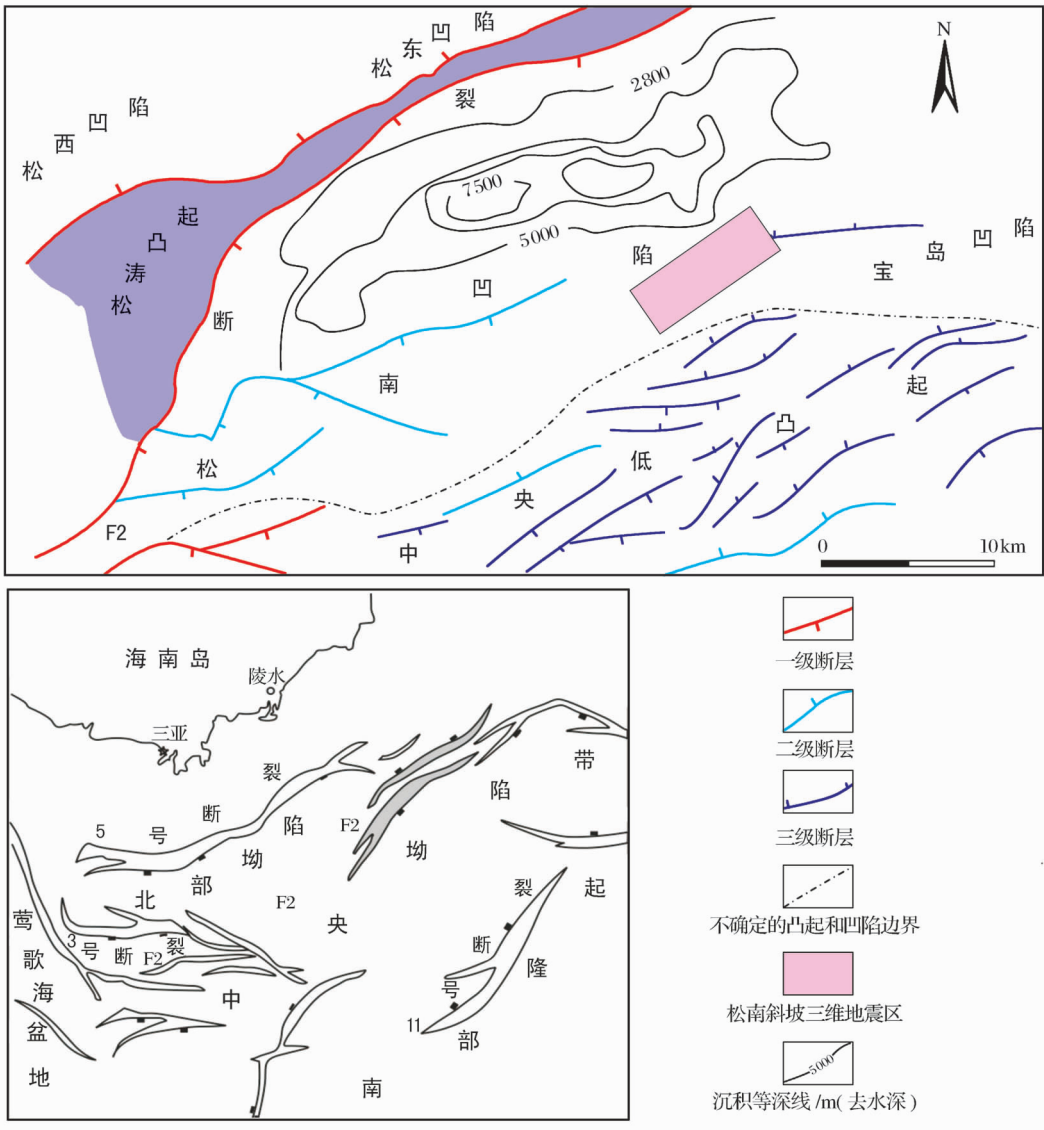 松西凹陷
松东凹陷
N
松涛凸起
断裂
2800
7500
5000
松南凹陷
宝岛凹陷
中央低凸起
F2
0 10km
海南岛
陵水
三亚
5号断裂
北部坳陷
F2
中央坳陷带
F2
3号断裂
F2
莺歌海盆地
11号断裂
南部隆起
一级断层
二级断层
三级断层
不确定的凸起和凹陷边界
松南斜坡三维地震区
5000
沉积等深线/m(去水深)